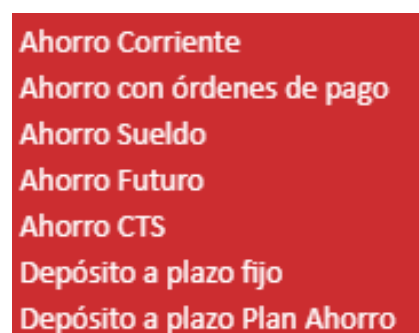 Ahorro Corriente
Ahorro con órdenes de pago
Ahorro Sueldo
Ahorro Futuro
Ahorro CTS
Depósito a plazo fijo
Depósito a plazo Plan Ahorro